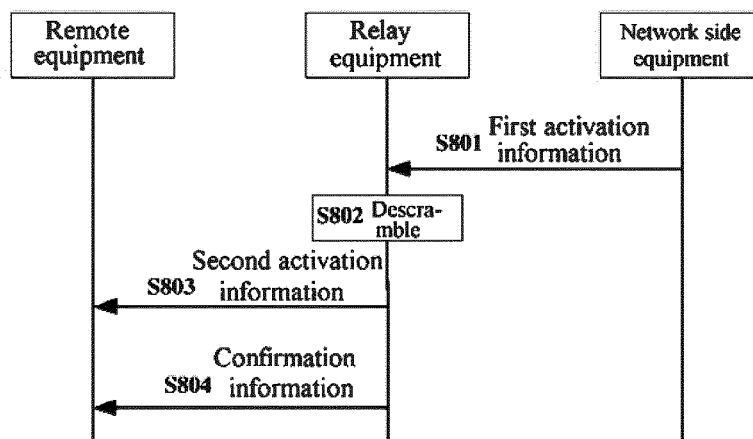 Remote
equipment
Relay
equipment
Network side
equipment
S801 First activation
information
S802 Descra-
mble
Second activation
S803 information
Confirmation
S804 information